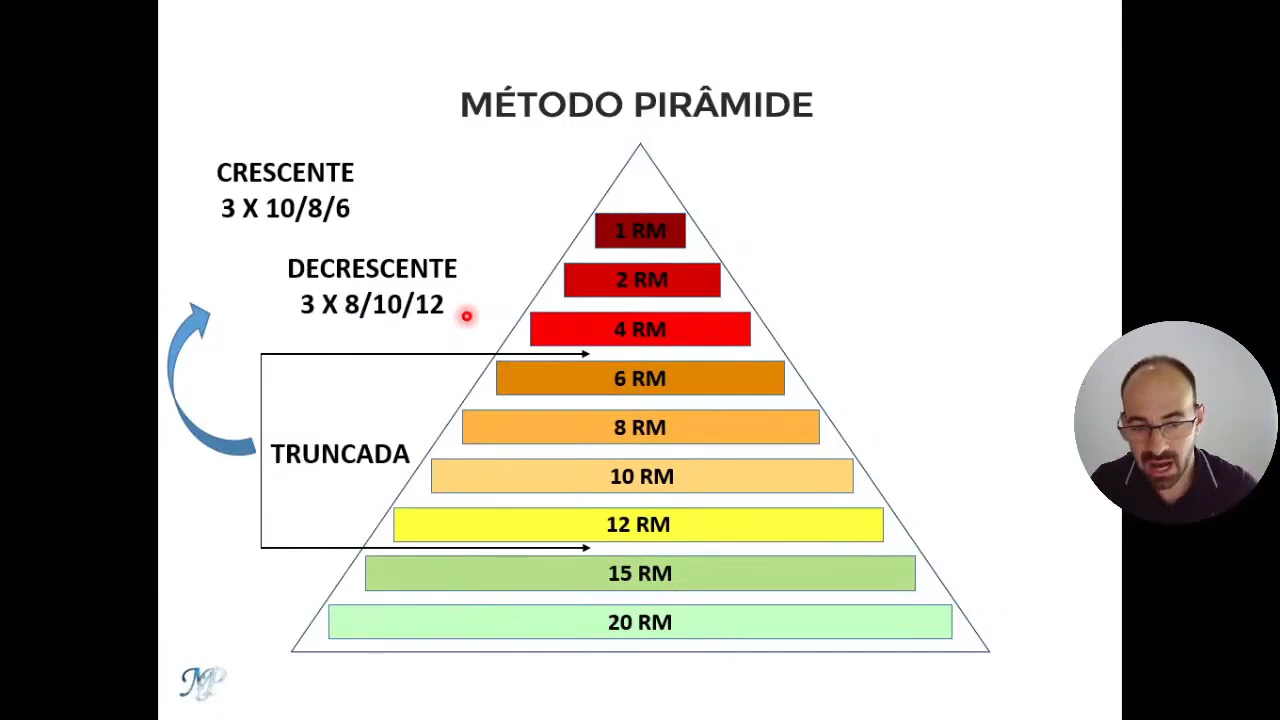 MÉTODO PIRÂMIDE
CRESCENTE
3 X 10/8/6
DECRESCENTE
3 X 8/10/12
TRUNCADA
1 RM
2 RM
4 RM
6 RM
8 RM
10 RM
12 RM
15 RM
20 RM
MP